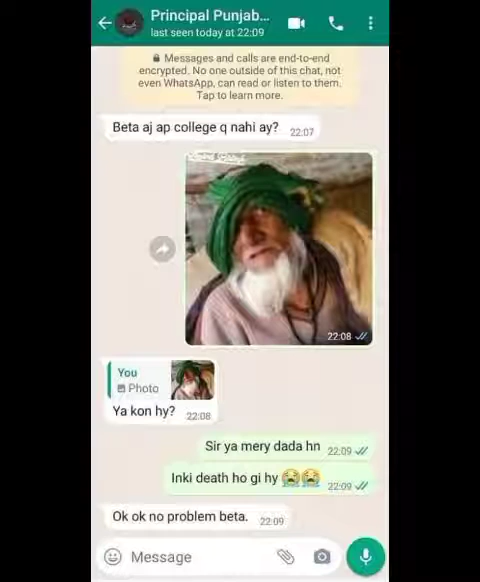 Principal Punjab...
last seen today at 22:09
Messages and calls are end-to-end
encrypted. No one outside of this chat, not
even WhatsApp, can read or listen to them.
Tap to learn more.
Beta aj ap college q nahi ay? 22:07
22:08
You
Photo
Ya kon hy? 22:08
Sir ya mery dada hn 22:09
Inki death ho gi hy 😭😭 22:09
Ok ok no problem beta. 22:09
Message